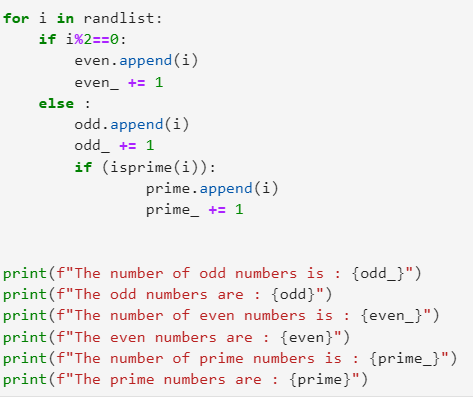 for i in randlist:
    if i%2==0:
        even.append(i)
        even_ += 1
    else :
        odd.append(i)
        odd_ += 1
        if (isprime(i)):
                prime.append(i)
                prime_ += 1

print(f"The number of odd numbers is : {odd_}")
print(f"The odd numbers are : {odd}")
print(f"The number of even numbers is : {even_}")
print(f"The even numbers are : {even}")
print(f"The number of prime numbers is : {prime_}")
print(f"The prime numbers are : {prime}")